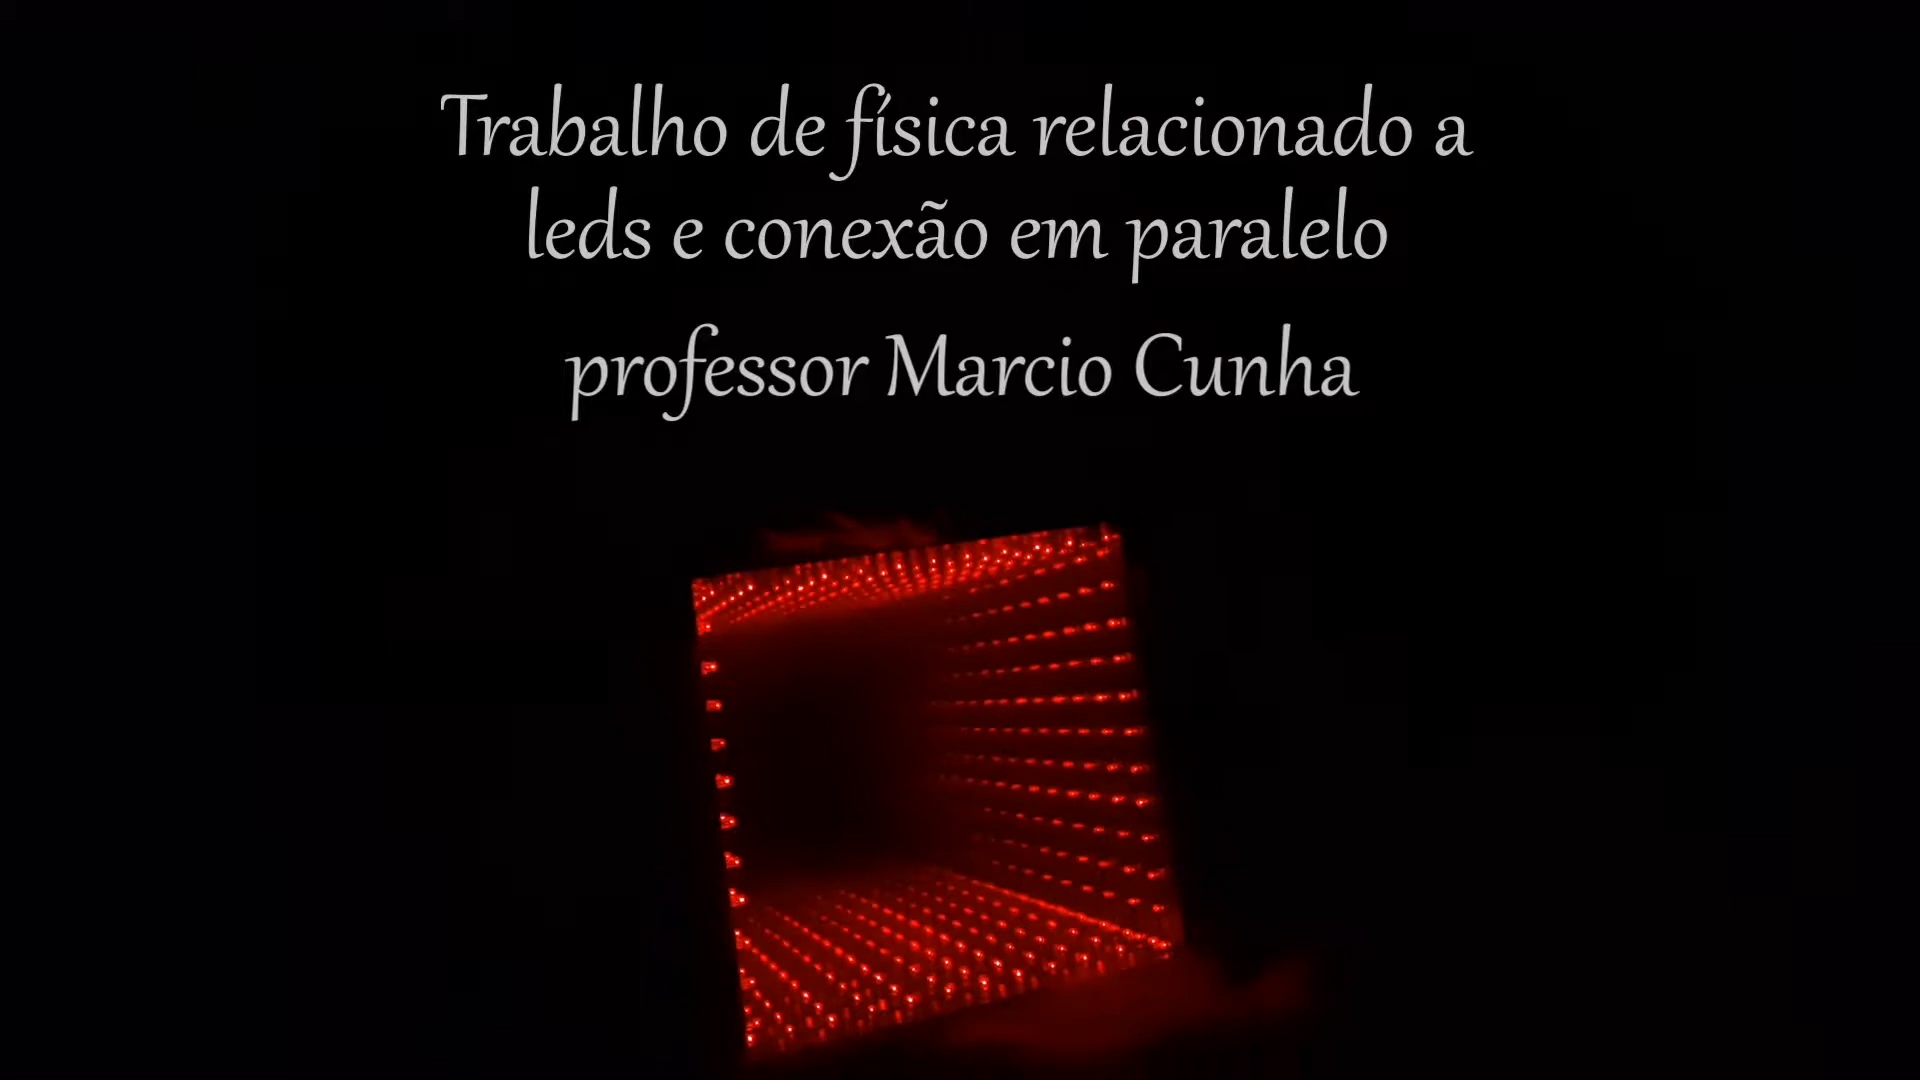 Trabalho de física relacionado a
leds e conexão em paralelo
professor Marcio Cunha